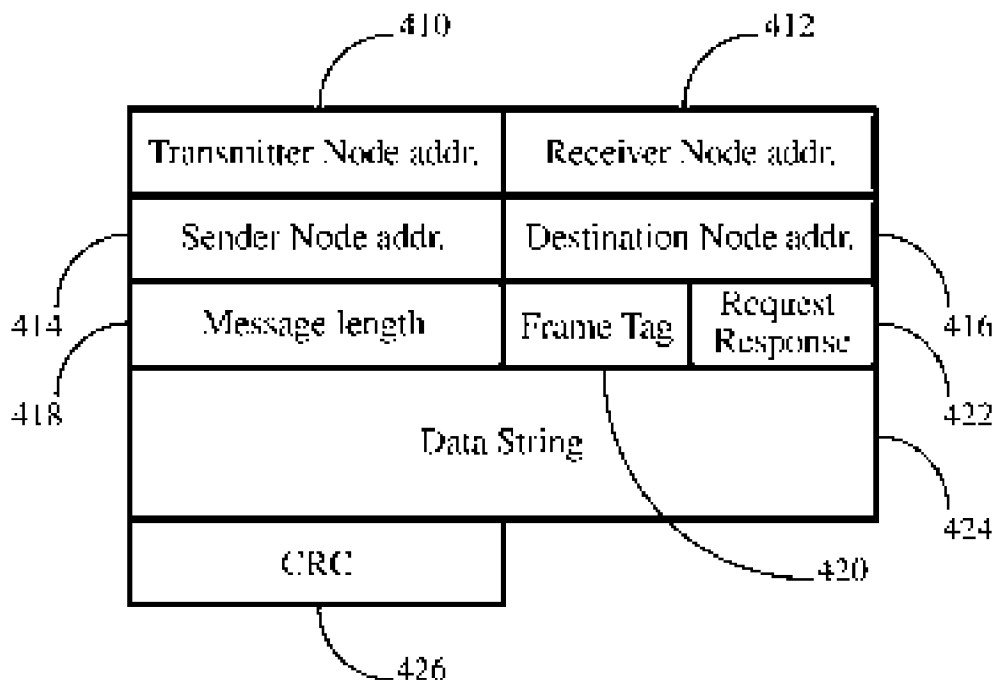 410
412
Transmitter Node addr.
Receiver Node addr.
Sender Node addr.
Destination Node addr.
414
Message length
Frame Tag
Request
Response
416
418
422
Data String
424
CRC
420
426